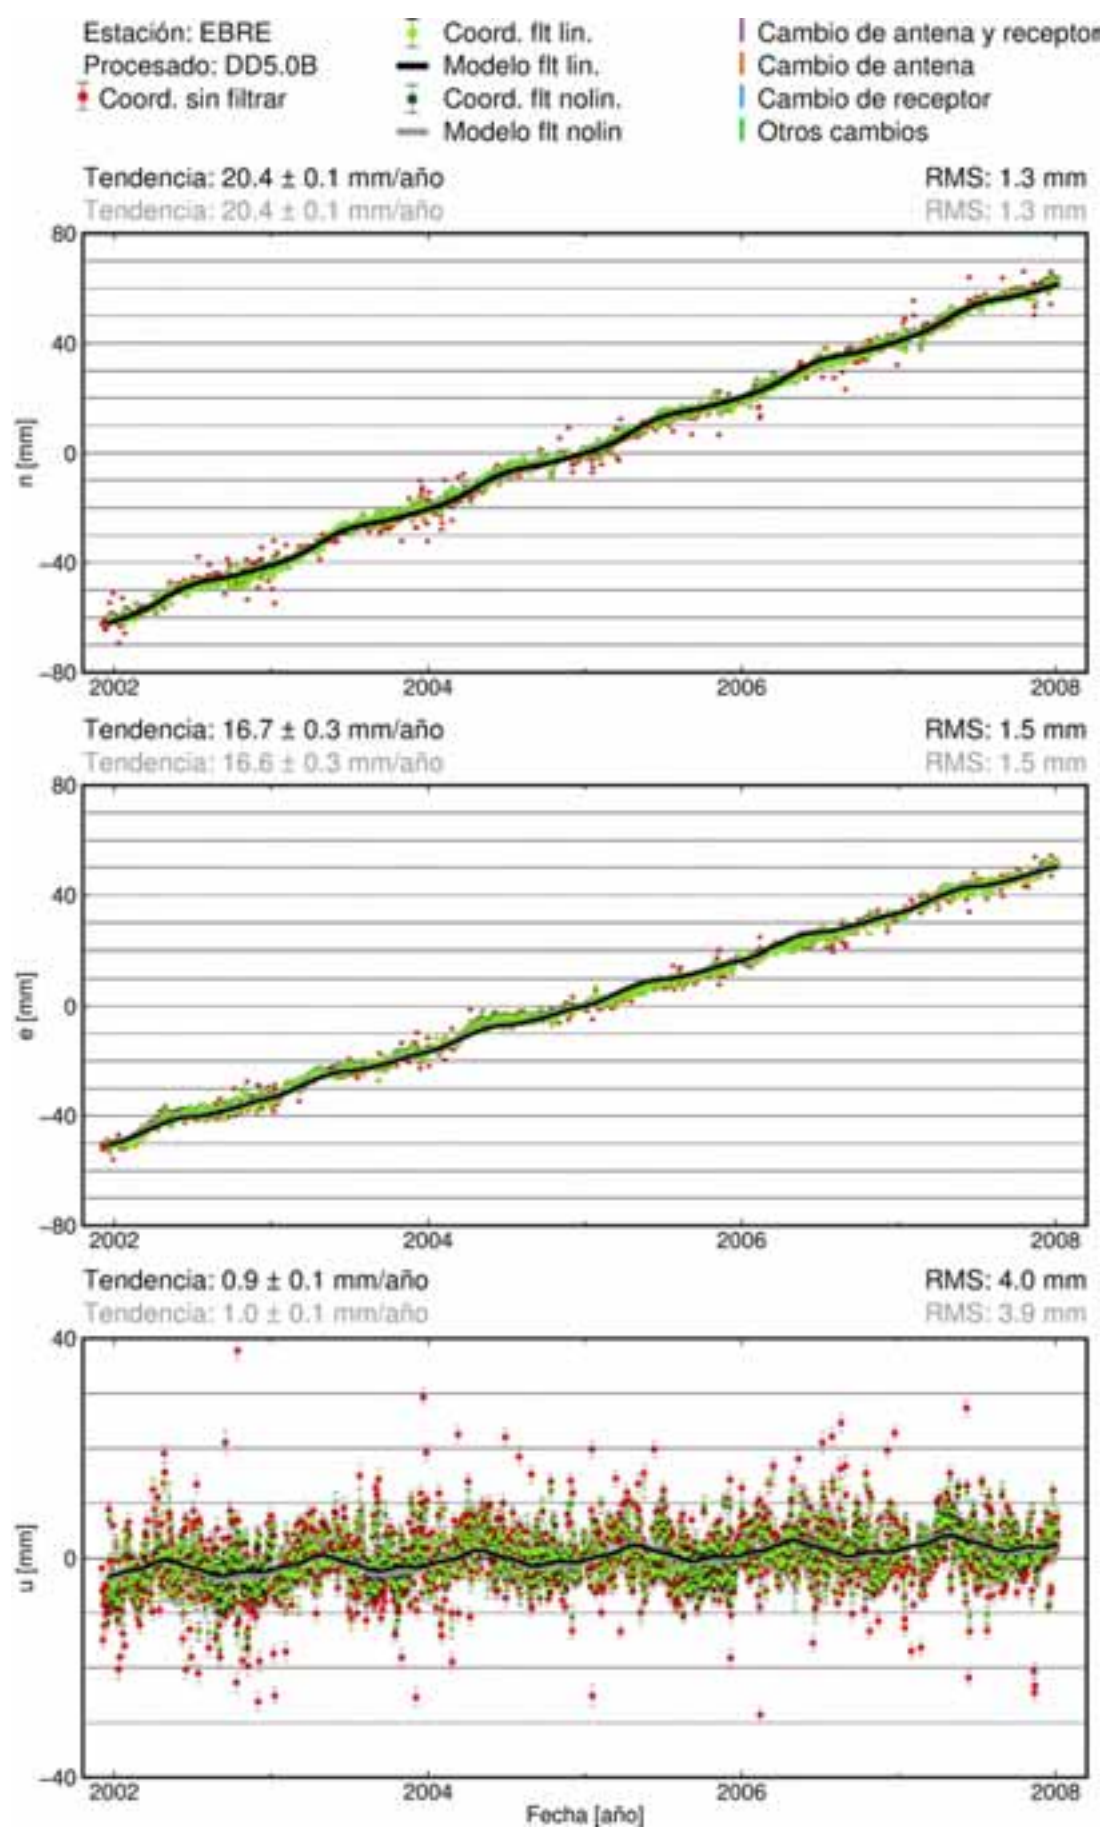 Estación: EBRE
Procesado: DD5.0B
Coord. sin filtrar
Coord. flt lin.
Modelo flt lin.
Coord. flt nolin.
Modelo flt nolin
Cambio de antena y receptor
Cambio de antena
Cambio de receptor
Otros cambios
Tendencia: 20.4 ± 0.1 mm/año RMS: 1.3 mm
Tendencia: 20.4 ± 0.1 mm/año RMS: 1.3 mm
80
40
0
−40
−80
n [mm]
2002 2004 2006 2008
Tendencia: 16.7 ± 0.3 mm/año RMS: 1.5 mm
Tendencia: 16.6 ± 0.3 mm/año RMS: 1.5 mm
80
40
0
−40
−80
e [mm]
2002 2004 2006 2008
Tendencia: 0.9 ± 0.1 mm/año RMS: 4.0 mm
Tendencia: 1.0 ± 0.1 mm/año RMS: 3.9 mm
40
0
−40
u [mm]
2002 2004 2006 2008
Fecha [año]